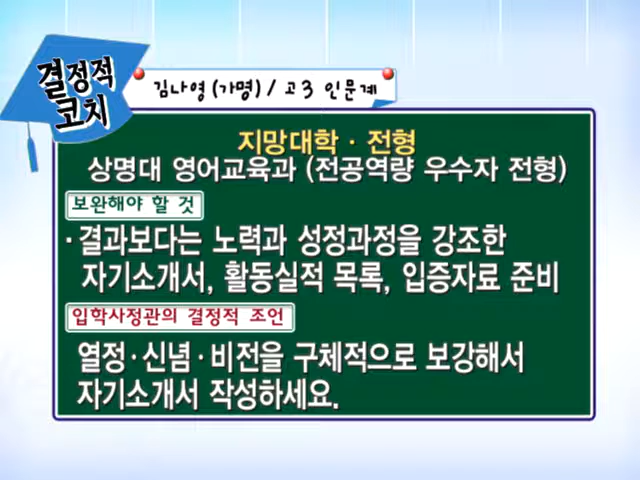 결정적
코치
김나영 (가명) / 고3 인문계
지망대학 · 전형
상명대 영어교육과 (전공역량 우수자 전형)
보완해야 할 것
· 결과보다는 노력과 성정과정을 강조한
자기소개서, 활동실적 목록, 입증자료 준비
입학사정관의 결정적 조언
열정 · 신념 · 비전을 구체적으로 보강해서
자기소개서 작성하세요.